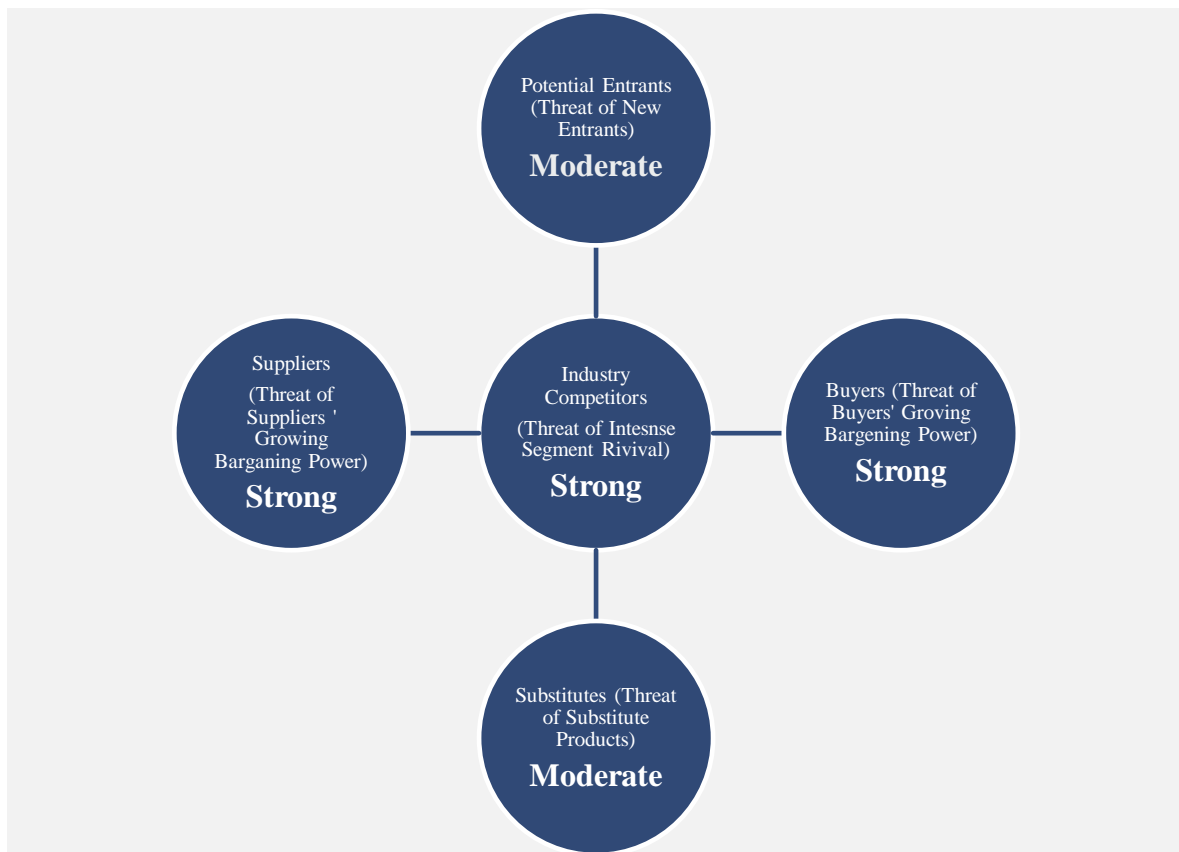 Potential Entrants
(Threat of New
Entrants)
Moderate
Suppliers
(Threat of
Suppliers '
Growing
Barganing Power)
Strong
Industry
Competitors
(Threat of Intesnse
Segment Rivival)
Strong
Buyers (Threat of
Buyers' Groving
Bargening Power)
Strong
Substitutes (Threat
of Substitute
Products)
Moderate